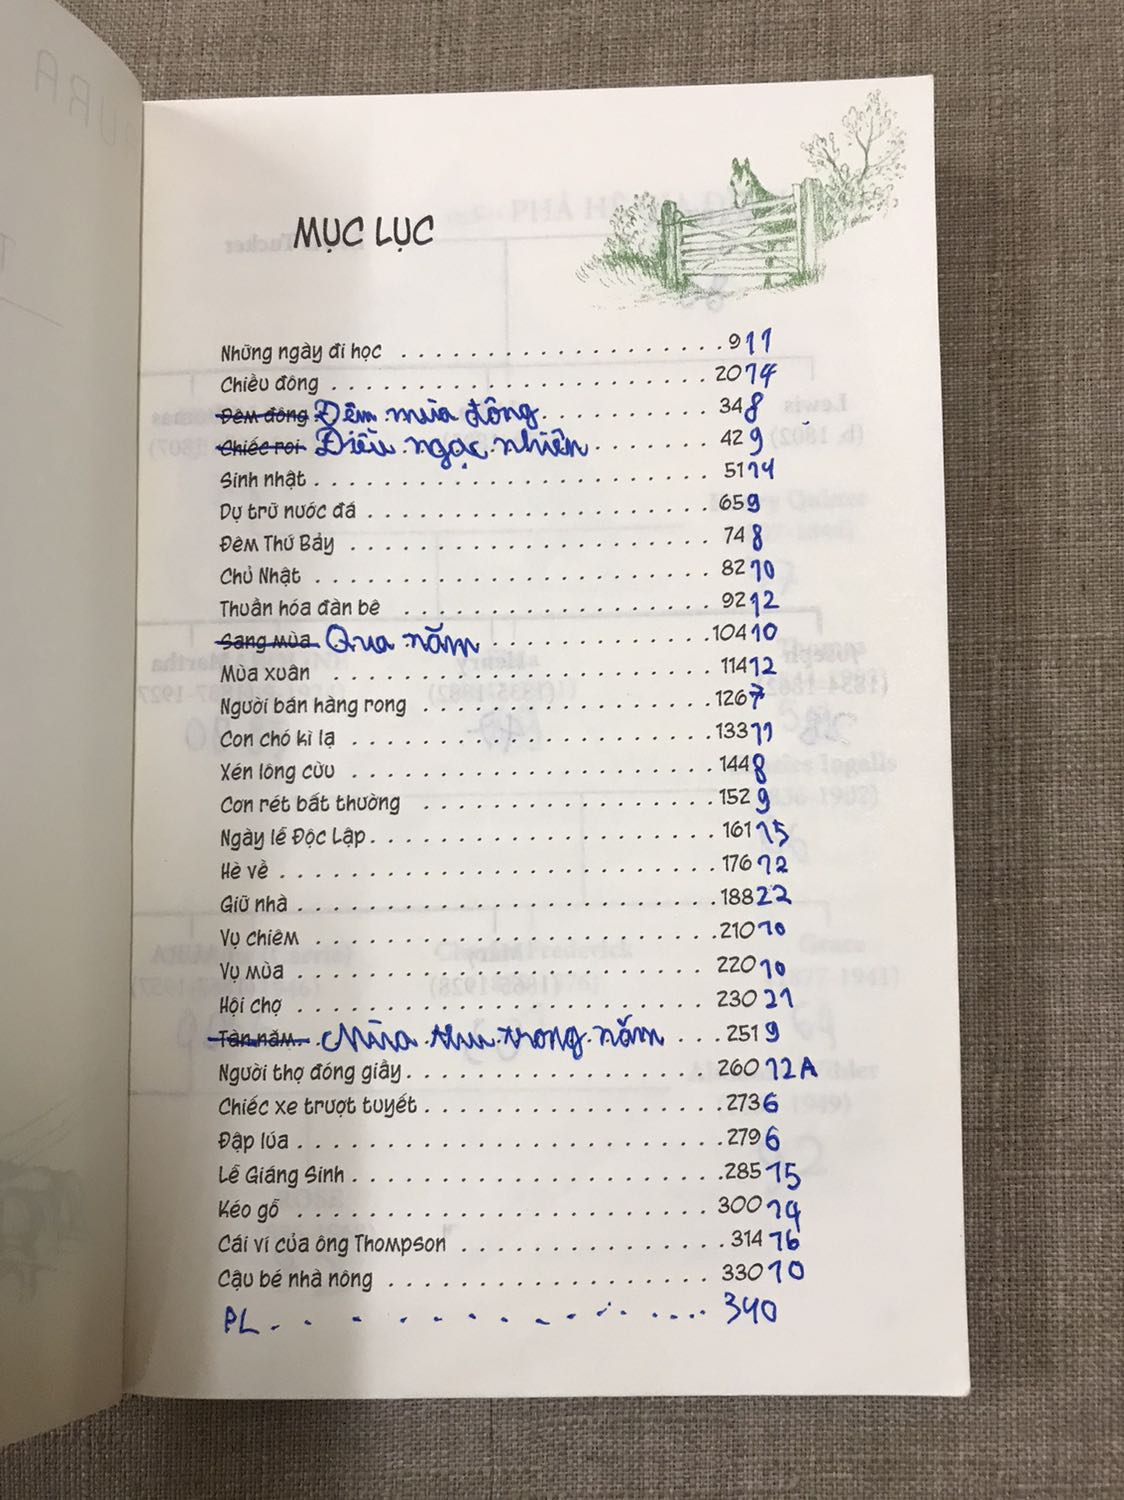 MỤC LỤC
Những ngày đi học . . . . . . . . . . . . . . . . . . . . 9 11
Chiều đông . . . . . . . . . . . . . . . . . . . . . . . . 20 14
Đêm đông Đêm mùa đông . . . . . . . . . . 34 8
Chiếc roi Điều ngạc nhiên . . . . . . . 42 9
Sinh nhật . . . . . . . . . . . . . . . . . . . . . . . . . 51 14
Dự trữ nước đá . . . . . . . . . . . . . . . . . . . . . 65 9
Đêm Thứ Bảy . . . . . . . . . . . . . . . . . . . . . . 74 8
Chủ Nhật . . . . . . . . . . . . . . . . . . . . . . . . 82 10
Thuần hóa đàn bê . . . . . . . . . . . . . . . . . . . . 92 12
Sang mùa Qua năm . . . . . . . . . . . . . . 104 10
Mùa xuân . . . . . . . . . . . . . . . . . . . . . . . . 114 12
Người bán hàng rong . . . . . . . . . . . . . . . . . . 126 7
Con chó kì lạ . . . . . . . . . . . . . . . . . . . . . . 133 11
Xén lông cừu . . . . . . . . . . . . . . . . . . . . . . 144 8
Cơn rét bất thường . . . . . . . . . . . . . . . . . . 152 9
Ngày lễ Độc Lập . . . . . . . . . . . . . . . . . . . . . 161 15
Hè về . . . . . . . . . . . . . . . . . . . . . . . . . . 176 12
Giữ nhà . . . . . . . . . . . . . . . . . . . . . . . . . 188 22
Vụ chiêm . . . . . . . . . . . . . . . . . . . . . . . . 210 10
Vụ mùa . . . . . . . . . . . . . . . . . . . . . . . . . 220 10
Hội chợ . . . . . . . . . . . . . . . . . . . . . . . . . 230 21
Tàn năm Mùa thu trong năm . . . 251 9
Người thợ đóng giầy . . . . . . . . . . . . . . . . . . 260 12A
Chiếc xe trượt tuyết . . . . . . . . . . . . . . . . . . 273 6
Đập lúa . . . . . . . . . . . . . . . . . . . . . . . . . 279 6
Lễ Giáng Sinh . . . . . . . . . . . . . . . . . . . . . . 285 15
Kéo gỗ . . . . . . . . . . . . . . . . . . . . . . . . . 300 14
Cái ví của ông Thompson . . . . . . . . . . . . . . . . 314 16
Cậu bé nhà nông . . . . . . . . . . . . . . . . . . . . 330 10
PL . . . . . . . . . . . . . . . 340